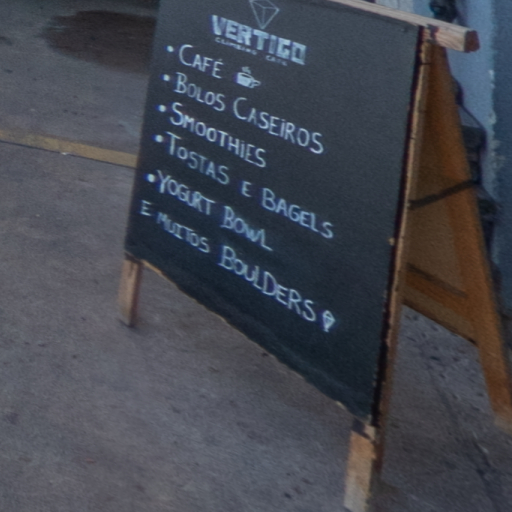 VERTIGO
CLIMBING CAFE
• CAFÉ
• BOLOS CASEIROS
• SMOOTHIES
• TOSTAS E BAGELS
• YOGURT BOWL
E MUITOS BOULDERS!